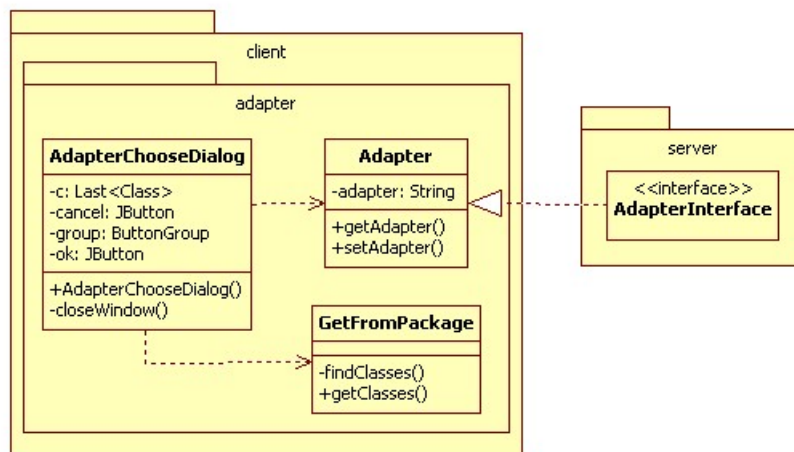 client
adapter
AdapterChooseDialog
-c: Last<Class>
-cancel: JButton
-group: ButtonGroup
-ok: JButton
+AdapterChooseDialog()
-closeWindow()
Adapter
-adapter: String
+getAdapter()
+setAdapter()
GetFromPackage
-findClasses()
+getClasses()
server
<<interface>>
AdapterInterface